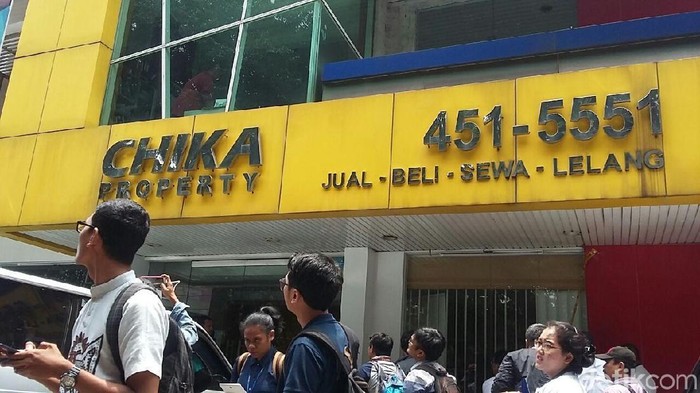 CHIKA
PROPERTY
451-5551
JUAL - BELI - SEWA - LELANG